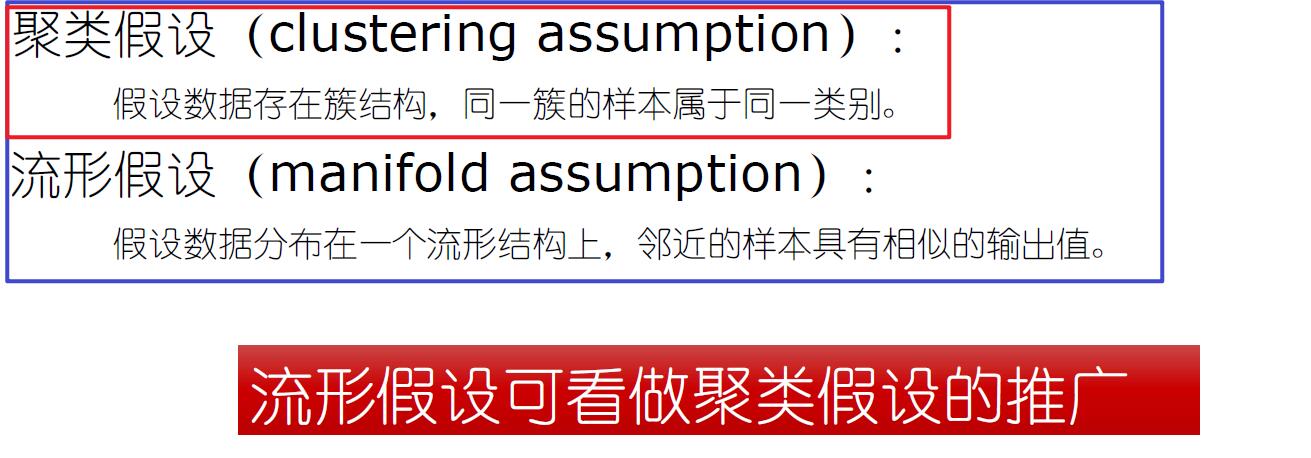 聚类假设（clustering assumption）：
假设数据存在簇结构，同一簇的样本属于同一类别。
流形假设（manifold assumption）：
假设数据分布在一个流形结构上，邻近的样本具有相似的输出值。
流形假设可看做聚类假设的推广